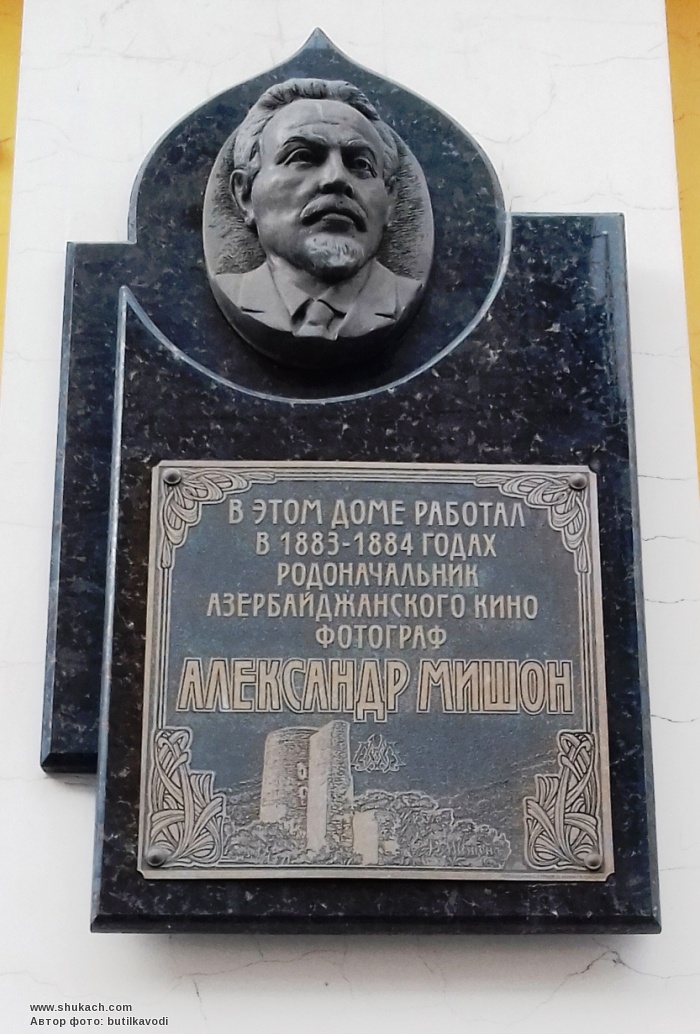 В ЭТОМ ДОМЕ РАБОТАЛ
В 1883-1884 ГОДАХ
РОДОНАЧАЛЬНИК
АЗЕРБАЙДЖАНСКОГО КИНО
ФОТОГРАФ
АЛЕКСАНДР МИШОН
www.shukach.com
Автор фото: butilkavodi